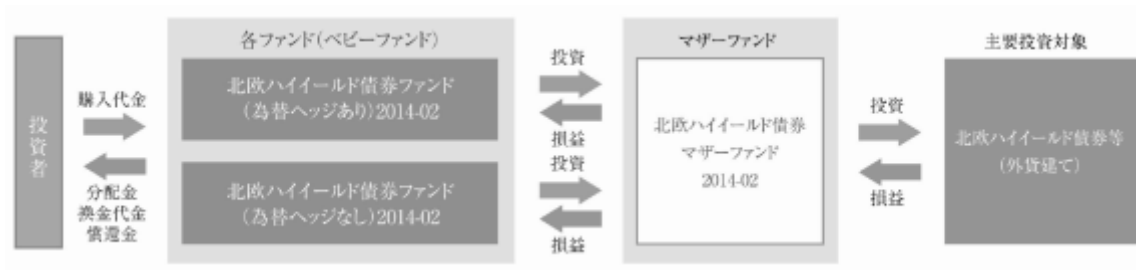 投資者
購入代金
分配金
換金代金
償還金
各ファンド(ベビーファンド)
北欧ハイイールド債券ファンド
(為替ヘッジあり)2014-02
北欧ハイイールド債券ファンド
(為替ヘッジなし)2014-02
投資
損益
投資
損益
マザーファンド
北欧ハイイールド債券
マザーファンド
2014-02
投資
損益
主要投資対象
北欧ハイイールド債券等
(外貨建て)